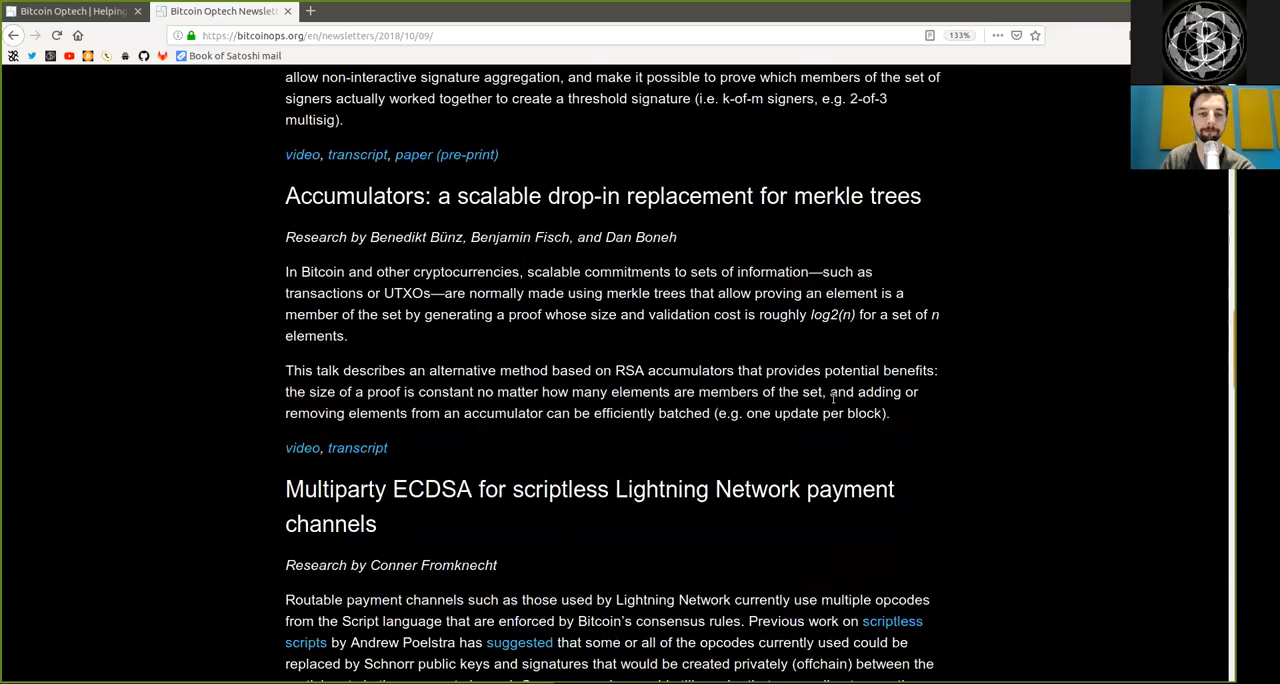 Bitcoin Optech | Helping
Bitcoin Optech Newslett
https://bitcoinops.org/en/newsletters/2018/10/09/
133%
Book of Satoshi mail
allow non-interactive signature aggregation, and make it possible to prove which members of the set of
signers actually worked together to create a threshold signature (i.e. k-of-m signers, e.g. 2-of-3
multisig).
video, transcript, paper (pre-print)
Accumulators: a scalable drop-in replacement for merkle trees
Research by Benedikt Bünz, Benjamin Fisch, and Dan Boneh
In Bitcoin and other cryptocurrencies, scalable commitments to sets of information—such as
transactions or UTXOs—are normally made using merkle trees that allow proving an element is a
member of the set by generating a proof whose size and validation cost is roughly log2(n) for a set of n
elements.
This talk describes an alternative method based on RSA accumulators that provides potential benefits:
the size of a proof is constant no matter how many elements are members of the set, and adding or
removing elements from an accumulator can be efficiently batched (e.g. one update per block).
video, transcript
Multiparty ECDSA for scriptless Lightning Network payment
channels
Research by Conner Fromknecht
Routable payment channels such as those used by Lightning Network currently use multiple opcodes
from the Script language that are enforced by Bitcoin's consensus rules. Previous work on scriptless
scripts by Andrew Poelstra has suggested that some or all of the opcodes currently used could be
replaced by Schnorr public keys and signatures that would be created privately (offchain) between the